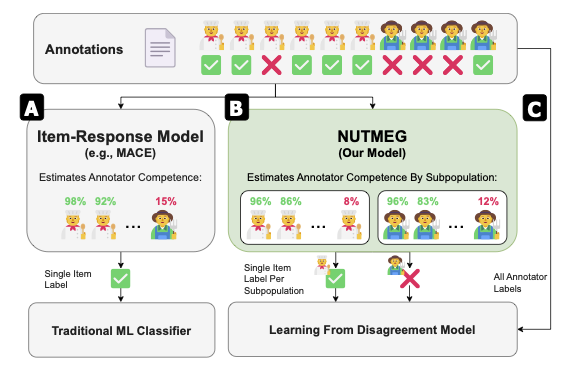 Annotations
A
B
C
Item-Response Model
(e.g., MACE)
Estimates Annotator Competence:
98% 92% ... 15%
NUTMEG
(Our Model)
Estimates Annotator Competence By Subpopulation:
96% 86% ... 8%
96% 83% ... 12%
Single Item
Label
Single Item
Label Per
Subpopulation
All Annotator
Labels
Traditional ML Classifier
Learning From Disagreement Model